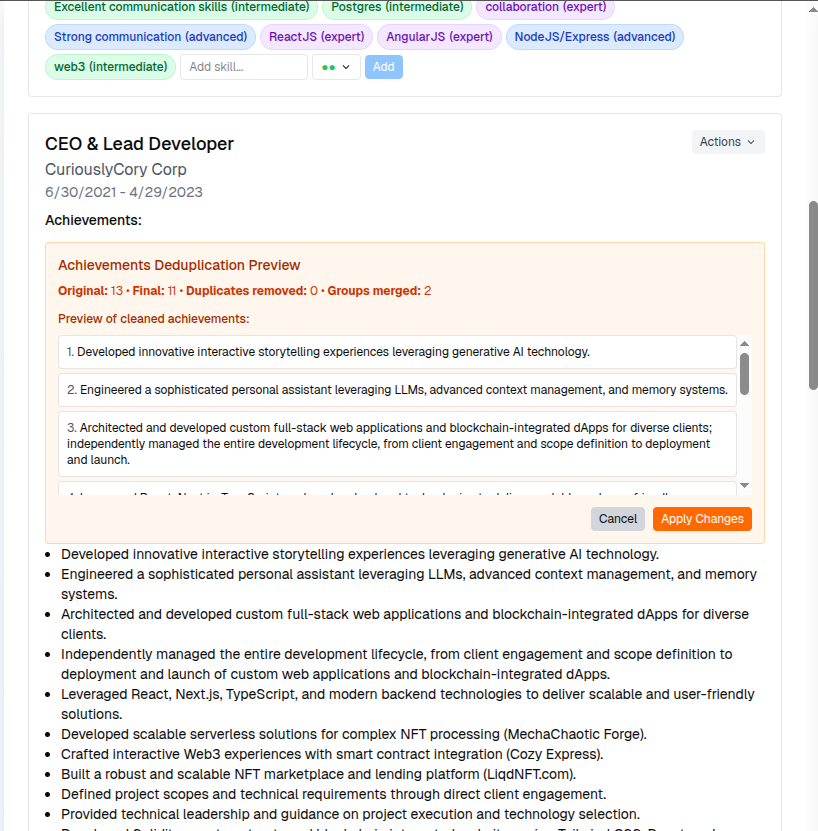 Excellent communication skills (intermediate) Postgres (intermediate) collaboration (expert)
Strong communication (advanced) ReactJS (expert) AngularJS (expert) NodeJS/Express (advanced)
web3 (intermediate) Add skill... Add
CEO & Lead Developer Actions
CuriouslyCory Corp
6/30/2021 - 4/29/2023
Achievements:
Achievements Deduplication Preview
Original: 13 • Final: 11 • Duplicates removed: 0 • Groups merged: 2
Preview of cleaned achievements:
1. Developed innovative interactive storytelling experiences leveraging generative AI technology.
2. Engineered a sophisticated personal assistant leveraging LLMs, advanced context management, and memory systems.
3. Architected and developed custom full-stack web applications and blockchain-integrated dApps for diverse clients;
independently managed the entire development lifecycle, from client engagement and scope definition to deployment
and launch.
Cancel Apply Changes
• Developed innovative interactive storytelling experiences leveraging generative AI technology.
• Engineered a sophisticated personal assistant leveraging LLMs, advanced context management, and memory
systems.
• Architected and developed custom full-stack web applications and blockchain-integrated dApps for diverse
clients.
• Independently managed the entire development lifecycle, from client engagement and scope definition to
deployment and launch of custom web applications and blockchain-integrated dApps.
• Leveraged React, Next.js, TypeScript, and modern backend technologies to deliver scalable and user-friendly
solutions.
• Developed scalable serverless solutions for complex NFT processing (MechaChaotic Forge).
• Crafted interactive Web3 experiences with smart contract integration (Cozy Express).
• Built a robust and scalable NFT marketplace and lending platform (LiqdNFT.com).
• Defined project scopes and technical requirements through direct client engagement.
• Provided technical leadership and guidance on project execution and technology selection.